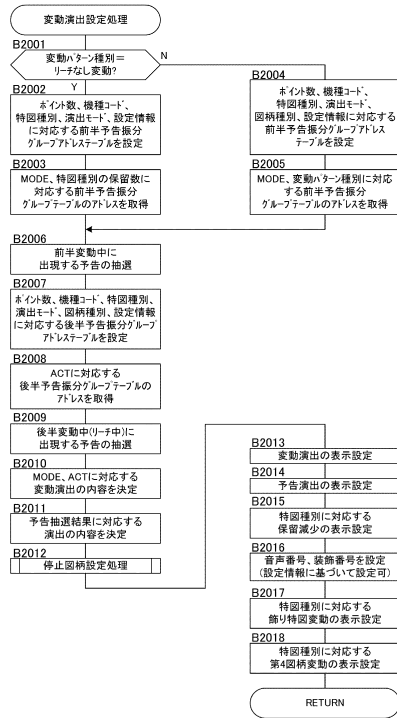 変動演出設定処理
B2001
変動パターン種別＝
リーチなし変動?
N
Y
B2002
ポイント数、機種コード、
特図種別、演出モード、設定情報
に対応する前半予告振分
グループアドレステーブルを設定
B2003
MODE、特図種別の保留数に
対応する前半予告振分
グループテーブルのアドレスを取得
B2004
ポイント数、機種コード、
特図種別、演出モード、
図柄種別、設定情報に対応する
前半予告振分グループアドレス
テーブルを設定
B2005
MODE、変動パターン種別に対応
する前半予告振分
グループテーブルのアドレスを取得
B2006
前半変動中に
出現する予告の抽選
B2007
ポイント数、機種コード、特図種別、
演出モード、図柄種別、設定情報
に対応する後半予告振分グループ
アドレステーブルを設定
B2008
ACTに対応する
後半予告振分グループテーブルの
アドレスを取得
B2009
後半変動中(リーチ中)に
出現する予告の抽選
B2010
MODE、ACTに対応する
変動演出の内容を決定
B2011
予告抽選結果に対応する
演出の内容を決定
B2012
停止図柄設定処理
B2013
変動演出の表示設定
B2014
予告演出の表示設定
B2015
特図種別に対応する
保留減少の表示設定
B2016
音声番号、装飾番号を設定
(設定情報に基づいて設定可)
B2017
特図種別に対応する
飾り特図変動の表示設定
B2018
特図種別に対応する
第4図柄変動の表示設定
RETURN